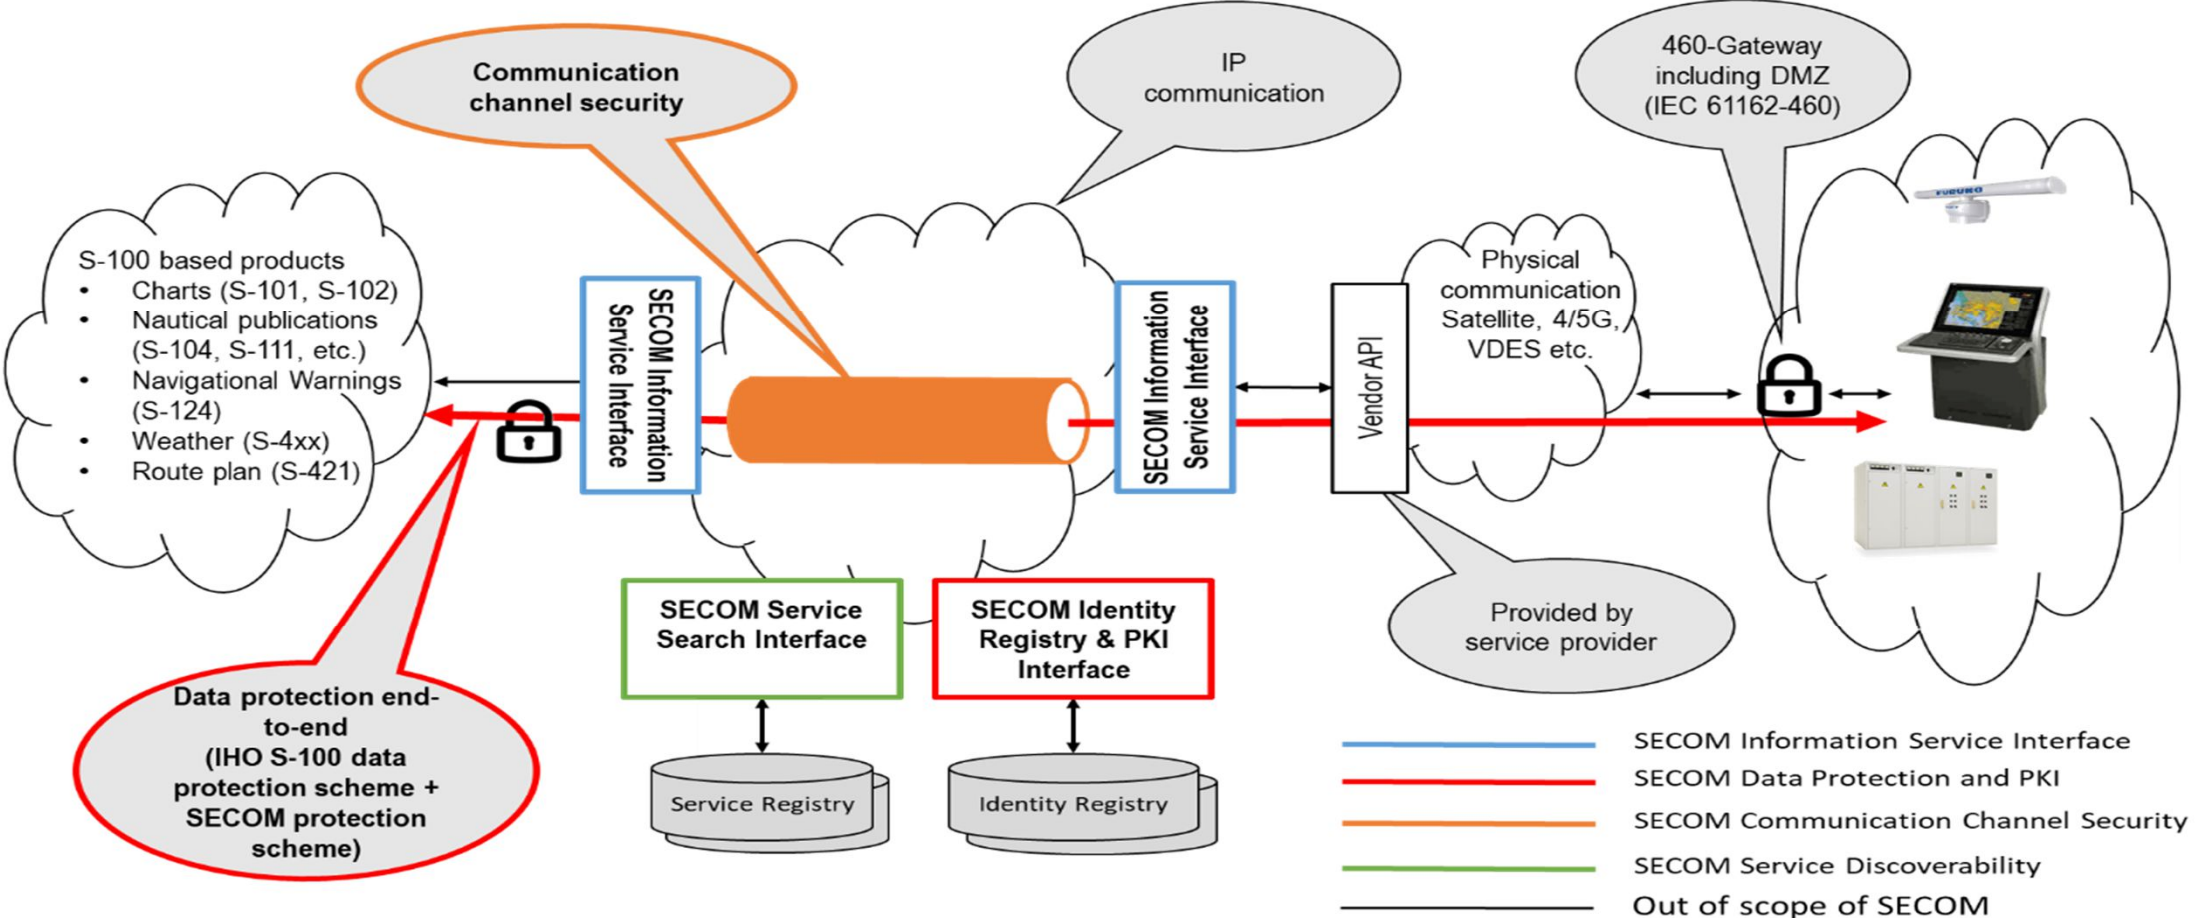 Communication
channel security
IP
communication
460-Gateway
including DMZ
(IEC 61162-460)
FURUNO
S-100 based products
• Charts (S-101, S-102)
• Nautical publications
(S-104, S-111, etc.)
• Navigational Warnings
(S-124)
• Weather (S-4xx)
• Route plan (S-421)
SECOM Information
Service Interface
SECOM Information
Service Interface
Vendor API
Physical
communication
Satellite, 4/5G,
VDES etc.
SECOM Service
Search Interface
SECOM Identity
Registry & PKI
Interface
Provided by
service provider
Data protection end-
to-end
(IHO S-100 data
protection scheme +
SECOM protection
scheme)
Service Registry
Identity Registry
SECOM Information Service Interface
SECOM Data Protection and PKI
SECOM Communication Channel Security
SECOM Service Discoverability
Out of scope of SECOM